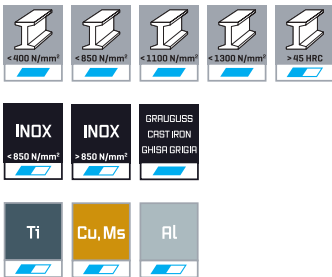 <400 N/mm²
<850 N/mm²
<1100 N/mm²
<1300 N/mm²
>45 HRC
INOX
<850 N/mm²
INOX
>850 N/mm²
GRAUGUSS
CAST IRON
GHISA GRIGIA
Ti
Cu, Ms
Al